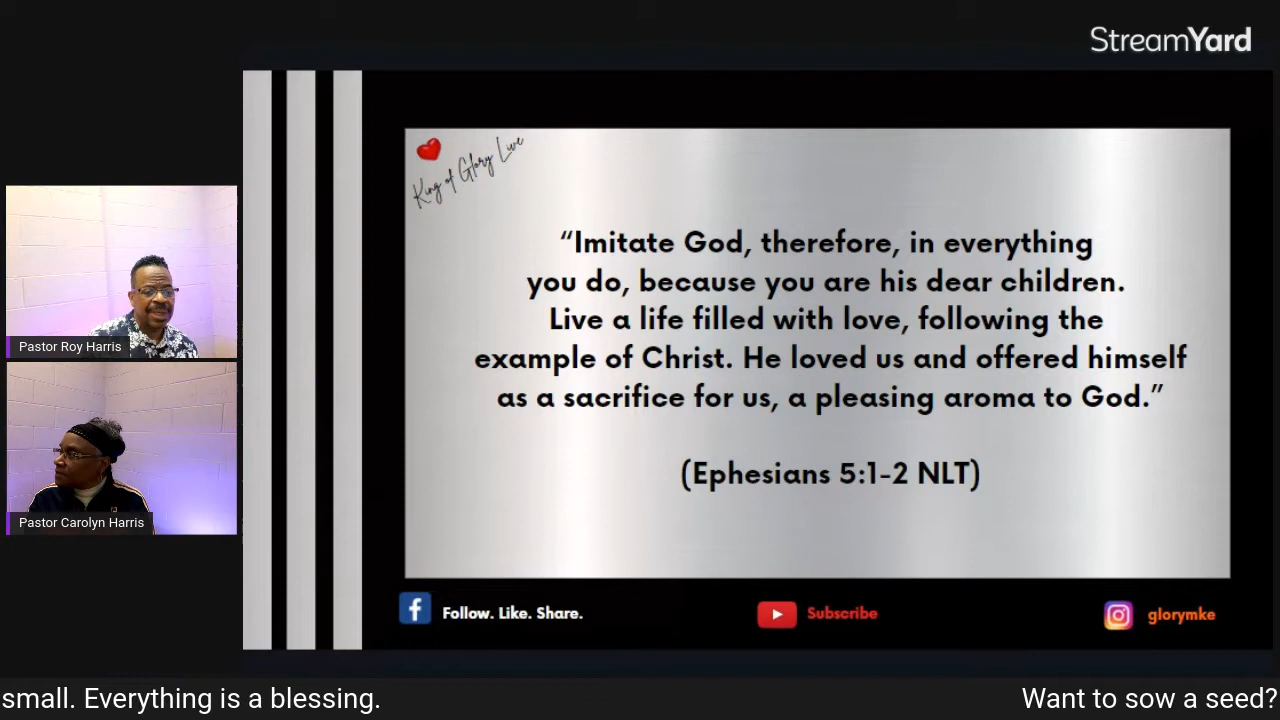 StreamYard
King of Glory Live
“Imitate God, therefore, in everything
you do, because you are his dear children.
Live a life filled with love, following the
example of Christ. He loved us and offered himself
as a sacrifice for us, a pleasing aroma to God.”
(Ephesians 5:1-2 NLT)
Pastor Roy Harris
Pastor Carolyn Harris
Follow. Like. Share.
Subscribe
glorymke
small. Everything is a blessing.
Want to sow a seed?